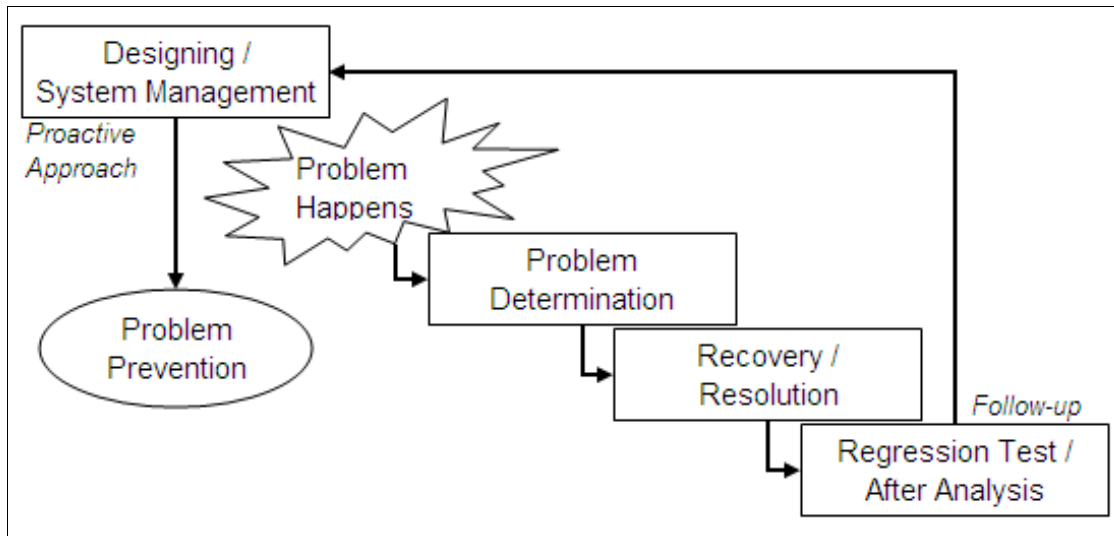 Designing /
System Management
Proactive
Approach
Problem
Happens
Problem
Determination
Problem
Prevention
Recovery /
Resolution
Follow-up
Regression Test /
After Analysis